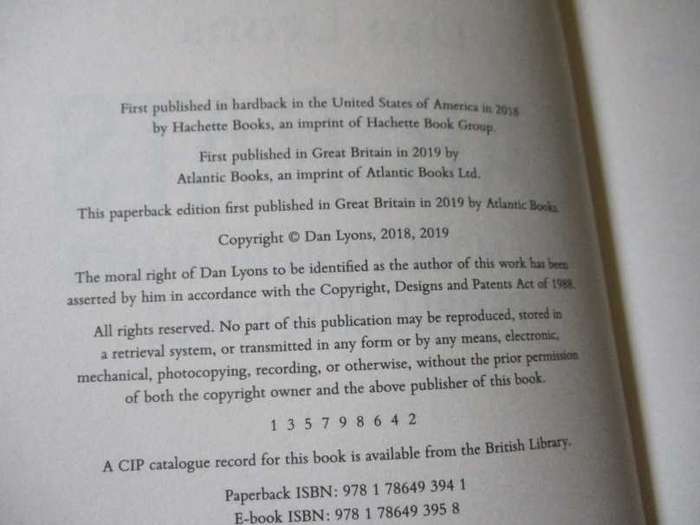 First published in hardback in the United States of America in 2018
by Hachette Books, an imprint of Hachette Book Group.
First published in Great Britain in 2019 by
Atlantic Books, an imprint of Atlantic Books Ltd.
This paperback edition first published in Great Britain in 2019 by Atlantic Books.
Copyright © Dan Lyons, 2018, 2019
The moral right of Dan Lyons to be identified as the author of this work has been
asserted by him in accordance with the Copyright, Designs and Patents Act of 1988.
All rights reserved. No part of this publication may be reproduced, stored in
a retrieval system, or transmitted in any form or by any means, electronic,
mechanical, photocopying, recording, or otherwise, without the prior permission
of both the copyright owner and the above publisher of this book.
1 3 5 7 9 8 6 4 2
A CIP catalogue record for this book is available from the British Library.
Paperback ISBN: 978 1 78649 394 1
E-book ISBN: 978 1 78649 395 8